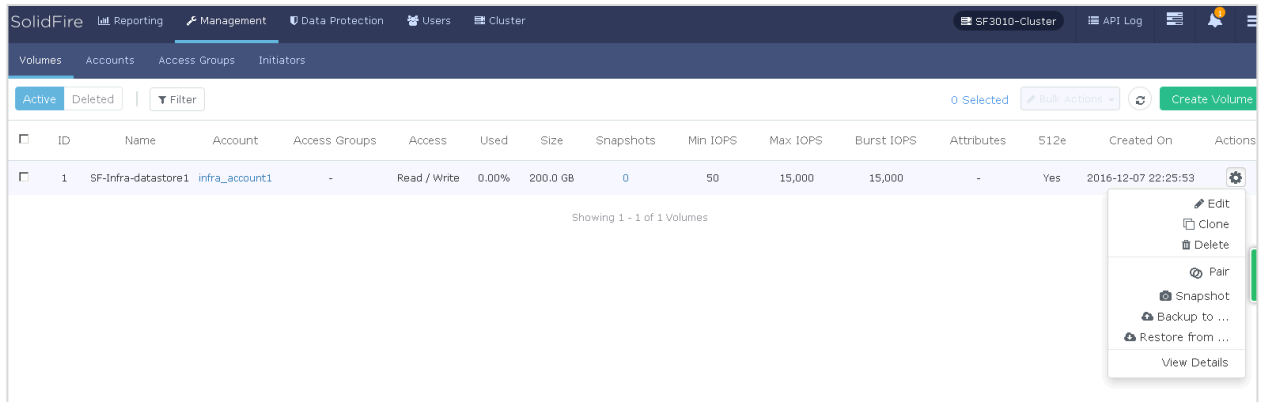 SolidFire Reporting Management Data Protection Users Cluster SF3010-Cluster API Log 1
Volumes Accounts Access Groups Initiators
Active Deleted Filter 0 Selected Bulk Actions Create Volume
ID Name Account Access Groups Access Used Size Snapshots Min IOPS Max IOPS Burst IOPS Attributes 512e Created On Actions
1 SF-Infra-datastore1 infra_account1 - Read / Write 0.00% 200.0 GB 0 50 15,000 15,000 - Yes 2016-12-07 22:25:53
Showing 1 - 1 of 1 Volumes
Edit
Clone
Delete
Pair
Snapshot
Backup to ...
Restore from ...
View Details